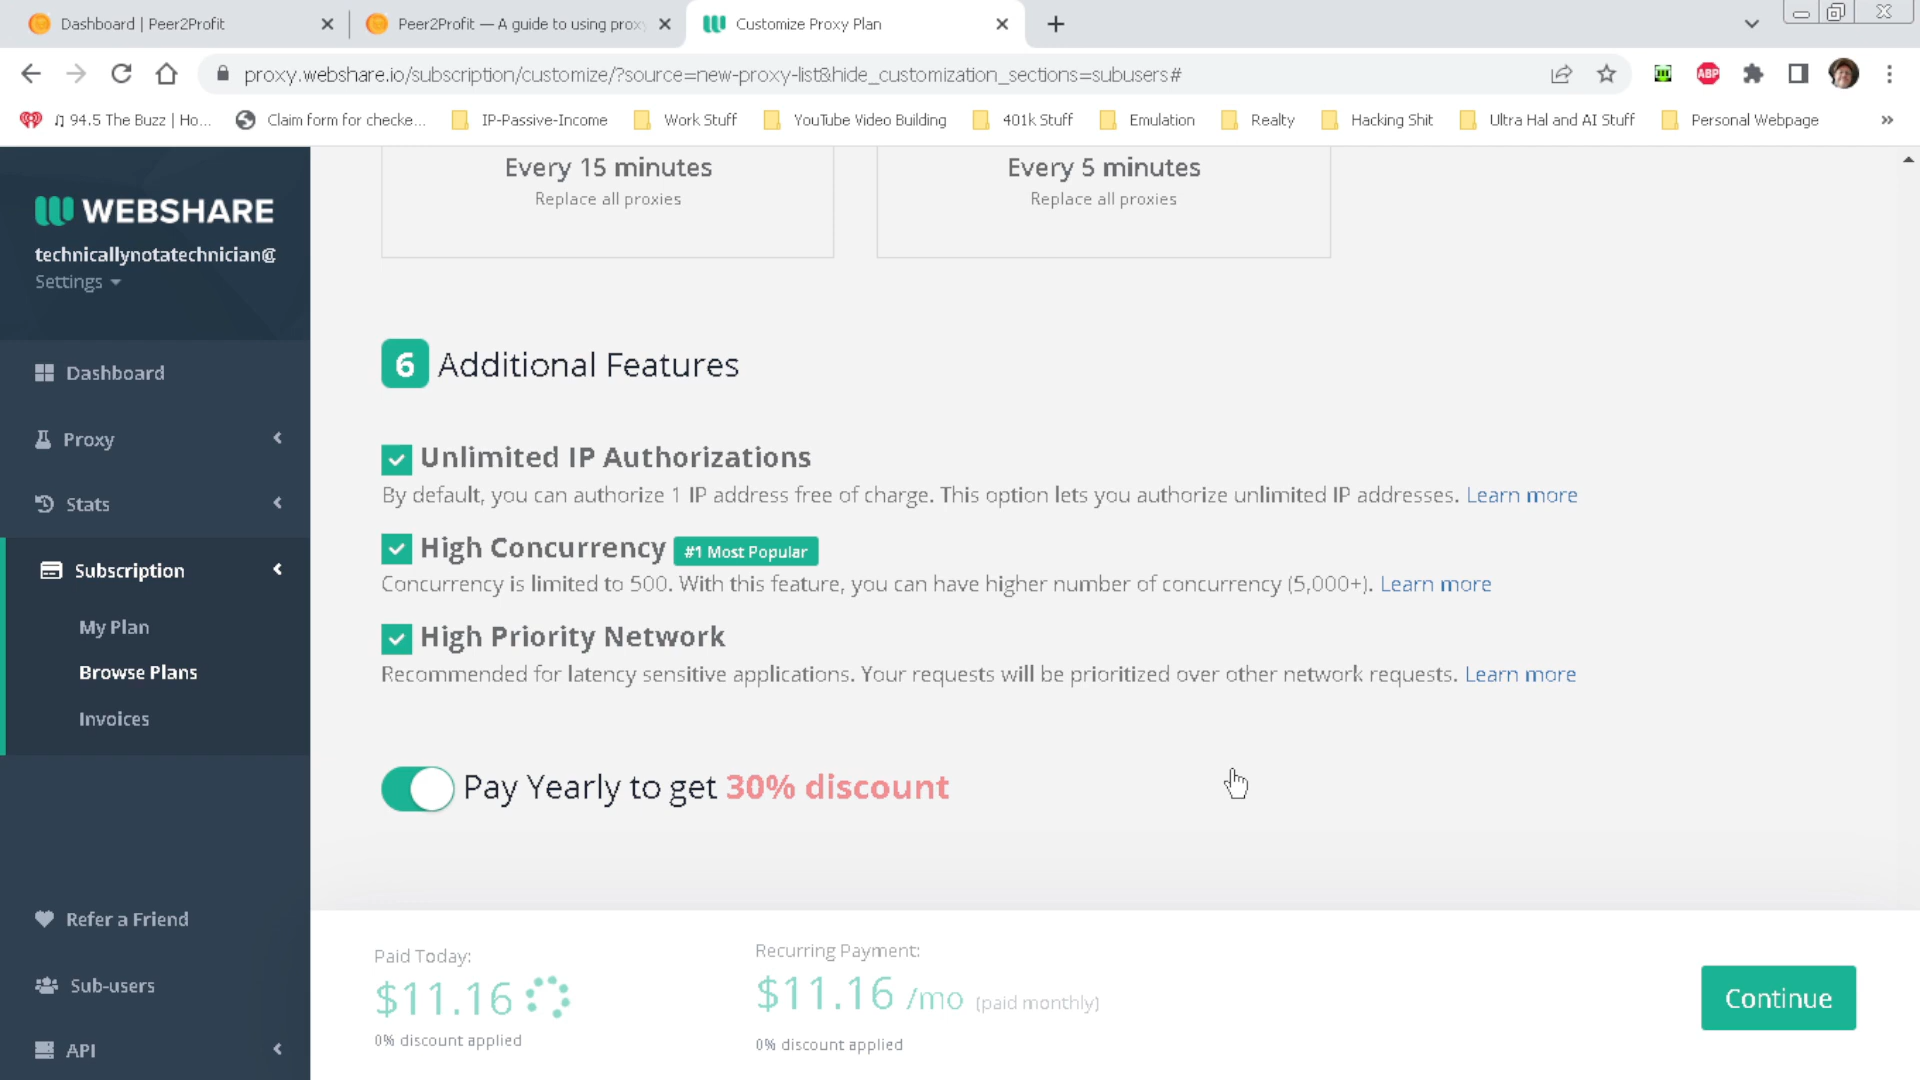 Dashboard | Peer2Profit
Peer2Profit — A guide to using prox
Customize Proxy Plan
proxy.webshare.io/subscription/customize/?source=new-proxy-list&hide_customization_sections=subusers#
ABP
♫ 94.5 The Buzz | Ho...
Claim form for checke...
IP-Passive-Income
Work Stuff
YouTube Video Building
401k Stuff
Emulation
Realty
Hacking Shit
Ultra Hal and AI Stuff
Personal Webpage
»
WEBSHARE
technicallynotatechnician@
Settings
Dashboard
Proxy
Stats
Subscription
My Plan
Browse Plans
Invoices
Refer a Friend
Sub-users
API
Every 15 minutes
Replace all proxies
Every 5 minutes
Replace all proxies
6 Additional Features
Unlimited IP Authorizations
By default, you can authorize 1 IP address free of charge. This option lets you authorize unlimited IP addresses. Learn more
High Concurrency #1 Most Popular
Concurrency is limited to 500. With this feature, you can have higher number of concurrency (5,000+). Learn more
High Priority Network
Recommended for latency sensitive applications. Your requests will be prioritized over other network requests. Learn more
Pay Yearly to get 30% discount
Paid Today:
$11.16
0% discount applied
Recurring Payment:
$11.16 /mo (paid monthly)
0% discount applied
Continue